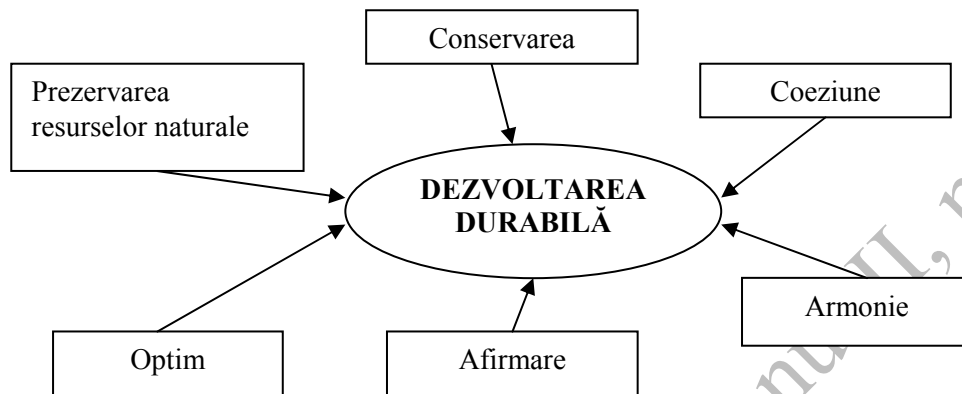 Conservarea
Prezervarea
resurselor naturale
Coeziune
DEZVOLTAREA
DURABILĂ
Armonie
Optim
Afirmare